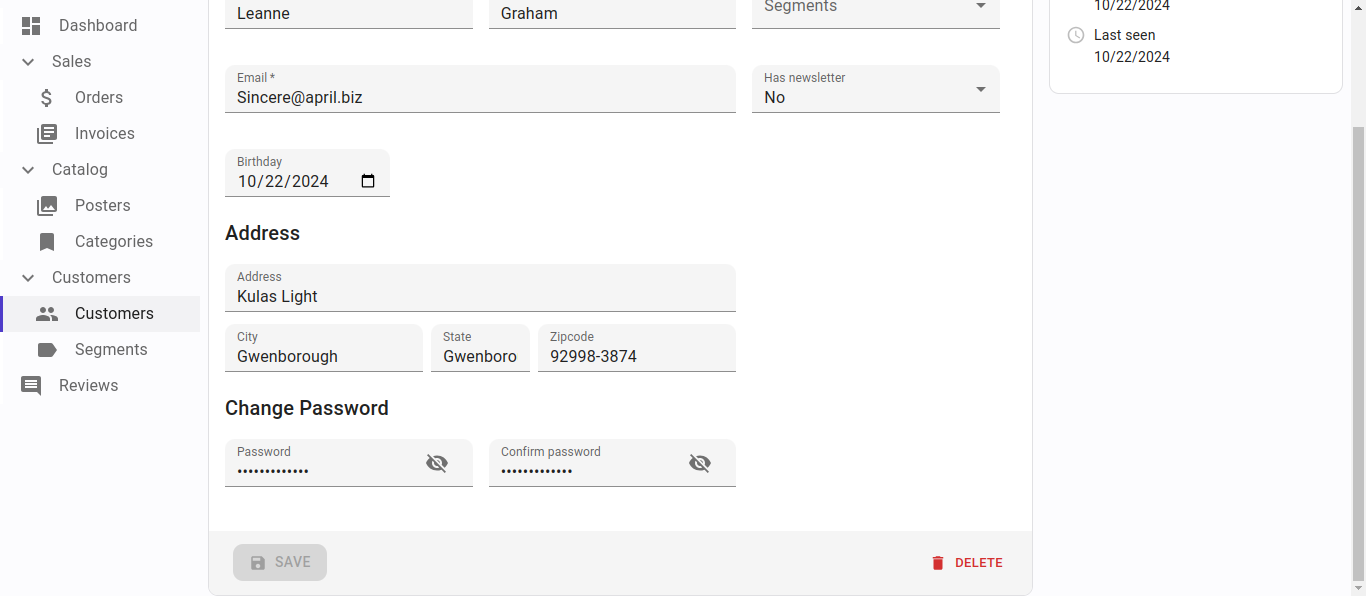 Dashboard
Sales
Orders
Invoices
Catalog
Posters
Categories
Customers
Customers
Segments
Reviews
Leanne
Graham
Segments
Email *
Sincere@april.biz
Has newsletter
No
Birthday
10/22/2024
Address
Address
Kulas Light
City
Gwenborough
State
Gwenboro
Zipcode
92998-3874
Change Password
Password
•••••••••••••
Confirm password
•••••••••••••
SAVE
DELETE
10/22/2024
Last seen
10/22/2024